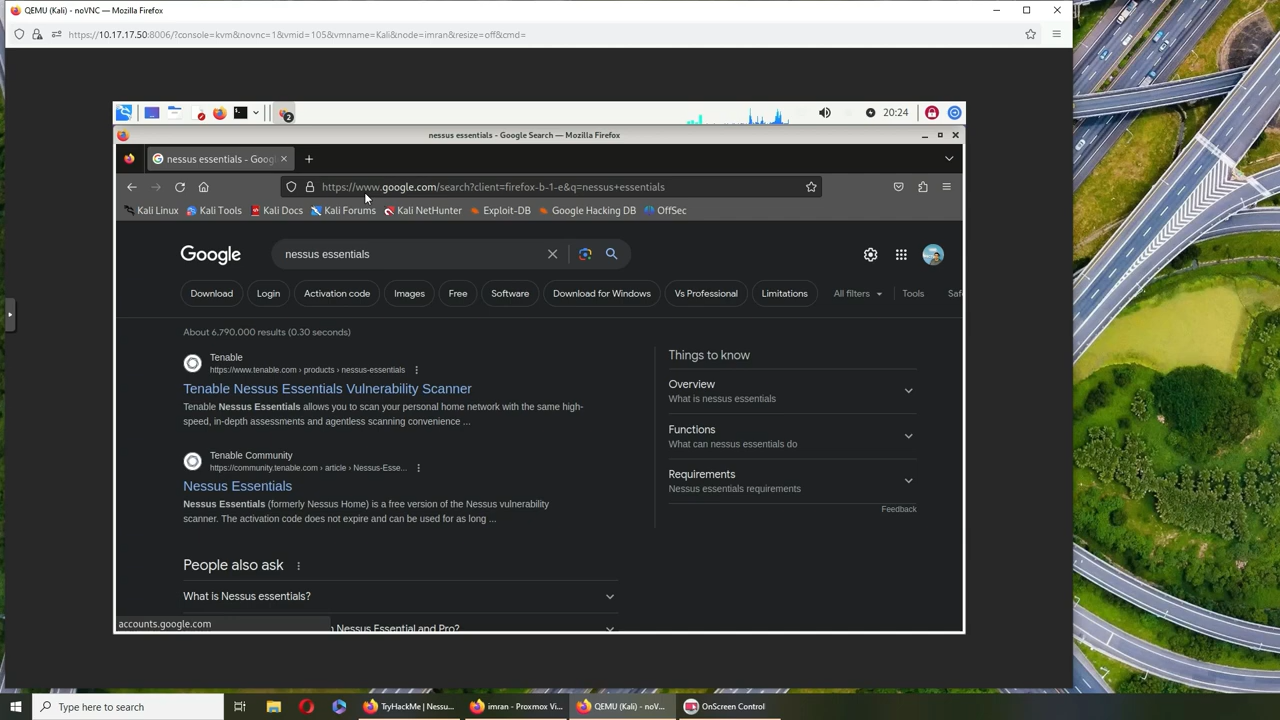 QEMU (Kali) - noVNC — Mozilla Firefox
https://10.17.17.50:8006/?console=kvm&novnc=1&vmid=105&vmname=Kali&node=imran&resize=off&cmd=
2
20:24
nessus essentials - Google Search — Mozilla Firefox
nessus essentials - Goog
https://www.google.com/search?client=firefox-b-1-e&q=nessus+essentials
Kali Linux
Kali Tools
Kali Docs
Kali Forums
Kali NetHunter
Exploit-DB
Google Hacking DB
OffSec
Google
nessus essentials
Download
Login
Activation code
Images
Free
Software
Download for Windows
Vs Professional
Limitations
All filters
Tools
Safe
About 6,790,000 results (0.30 seconds)
Tenable
https://www.tenable.com › products › nessus-essentials
Tenable Nessus Essentials Vulnerability Scanner
Tenable Nessus Essentials allows you to scan your personal home network with the same high-
speed, in-depth assessments and agentless scanning convenience ...
Tenable Community
https://community.tenable.com › article › Nessus-Esse...
Nessus Essentials
Nessus Essentials (formerly Nessus Home) is a free version of the Nessus vulnerability
scanner. The activation code does not expire and can be used for as long ...
People also ask
What is Nessus essentials?
Nessus Essential and Pro?
Things to know
Overview
What is nessus essentials
Functions
What can nessus essentials do
Requirements
Nessus essentials requirements
Feedback
accounts.google.com
Type here to search
TryHackMe | Nessu...
imran - Proxmox Vi...
QEMU (Kali) - noV...
OnScreen Control